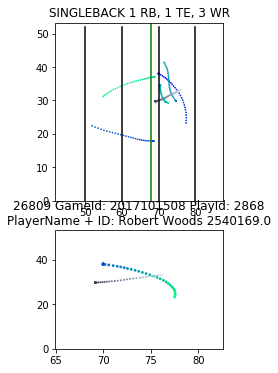 SINGLEBACK 1 RB, 1 TE, 3 WR
50
40
30
20
10
0
50 60 70 80
26809 GameId: 2017101508 PlayId: 2868
PlayerName + ID: Robert Woods 2540169.0
40
20
0
65 70 75 80